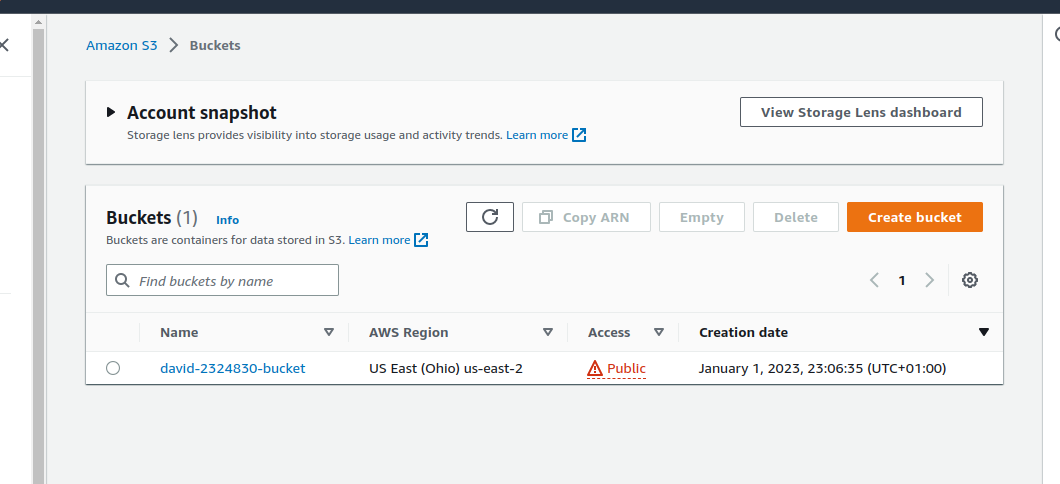 Amazon S3 Buckets
Account snapshot
View Storage Lens dashboard
Storage lens provides visibility into storage usage and activity trends. Learn more
Buckets (1) Info
Copy ARN Empty Delete Create bucket
Buckets are containers for data stored in S3. Learn more
Find buckets by name
1
Name AWS Region Access Creation date
david-2324830-bucket US East (Ohio) us-east-2 Public January 1, 2023, 23:06:35 (UTC+01:00)